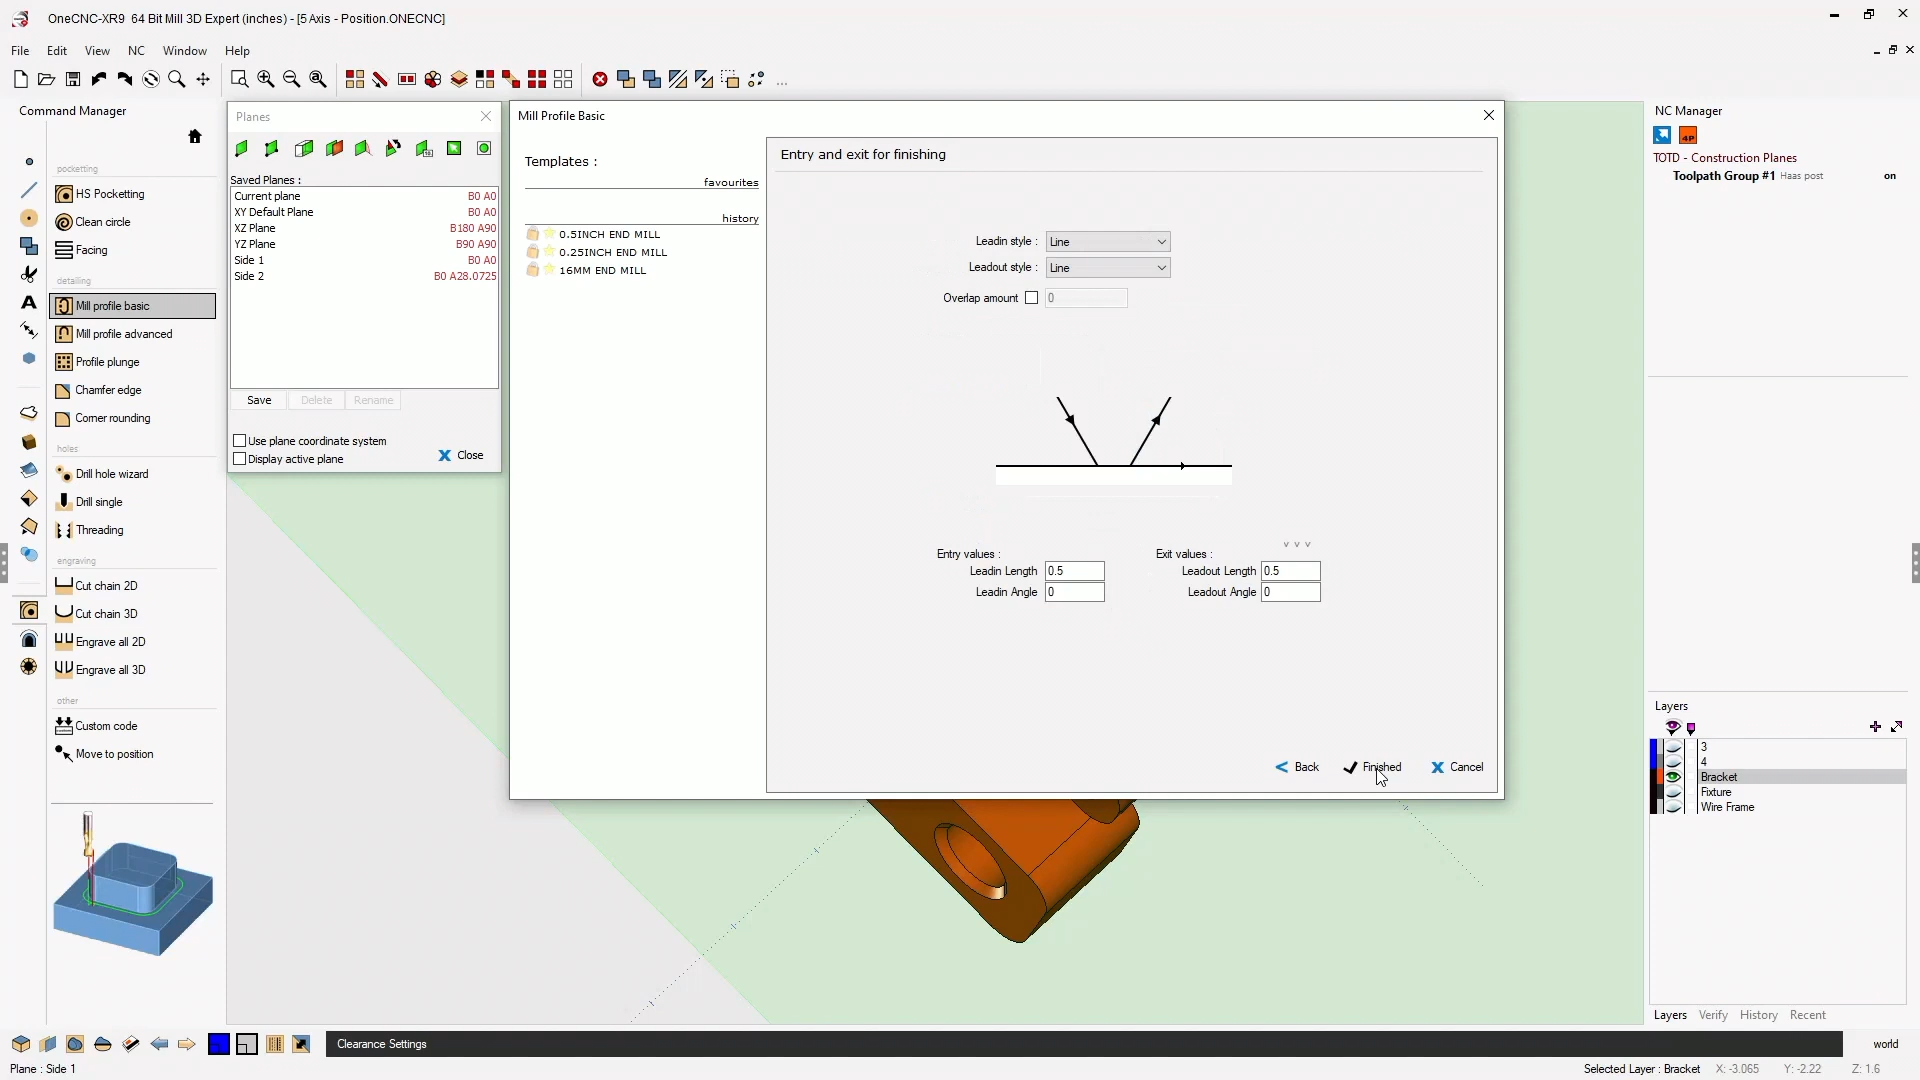 OneCNC-XR9 64 Bit Mill 3D Expert (inches) - [5 Axis - Position.ONECNC]
File Edit View NC Window Help
Command Manager
pocketting
HS Pocketting
Clean circle
Facing
detailing
Mill profile basic
Mill profile advanced
Profile plunge
Chamfer edge
Corner rounding
holes
Drill hole wizard
Drill single
Threading
engraving
Cut chain 2D
Cut chain 3D
Engrave all 2D
Engrave all 3D
other
Custom code
Move to position
Planes
Saved Planes :
Current plane B0 A0
XY Default Plane B0 A0
XZ Plane B180 A90
YZ Plane B90 A90
Side 1 B0 A0
Side 2 B0 A28.0725
Save Delete Rename
Use plane coordinate system
Display active plane
Close
Mill Profile Basic
Templates :
favourites
history
0.5INCH END MILL
0.25INCH END MILL
16MM END MILL
Entry and exit for finishing
Leadin style : Line
Leadout style : Line
Overlap amount 0
Entry values :
Leadin Length 0.5
Leadin Angle 0
Exit values :
Leadout Length 0.5
Leadout Angle 0
Back Finished Cancel
NC Manager
4P
TOTD - Construction Planes
Toolpath Group #1 Haas post on
Layers
3
4
Bracket
Fixture
Wire Frame
Layers Verify History Recent
Clearance Settings
world
Plane : Side 1
Selected Layer : Bracket X: -3.065 Y: -2.22 Z: 1.6